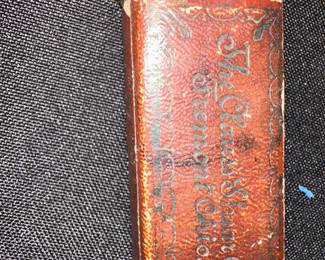 The Clauss Shear C
Fremont Ohio